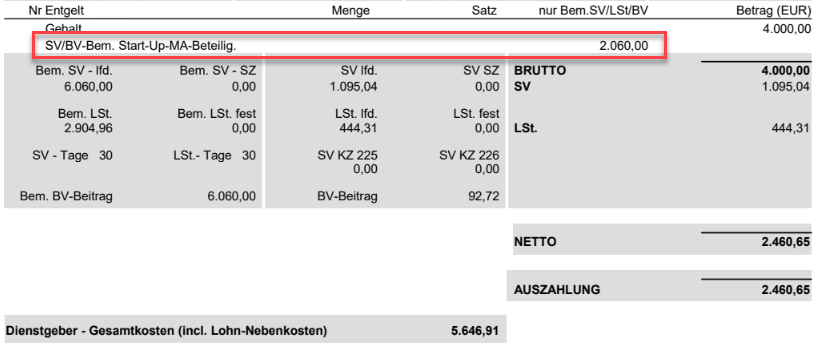 Nr Entgelt Menge Satz nur Bem.SV/LSt/BV Betrag (EUR)
Gehalt 4.000,00
SV/BV-Bem. Start-Up-MA-Beteilig. 2.060,00
Bem. SV - lfd. Bem. SV - SZ SV lfd. SV SZ BRUTTO 4.000,00
6.060,00 0,00 1.095,04 0,00 SV 1.095,04
Bem. LSt. Bem. LSt. fest LSt. lfd. LSt. fest
2.904,96 0,00 444,31 0,00 LSt. 444,31
SV - Tage 30 LSt.- Tage 30 SV KZ 225 SV KZ 226
0,00 0,00
Bem. BV-Beitrag 6.060,00 BV-Beitrag 92,72
NETTO 2.460,65
AUSZAHLUNG 2.460,65
Dienstgeber - Gesamtkosten (incl. Lohn-Nebenkosten) 5.646,91